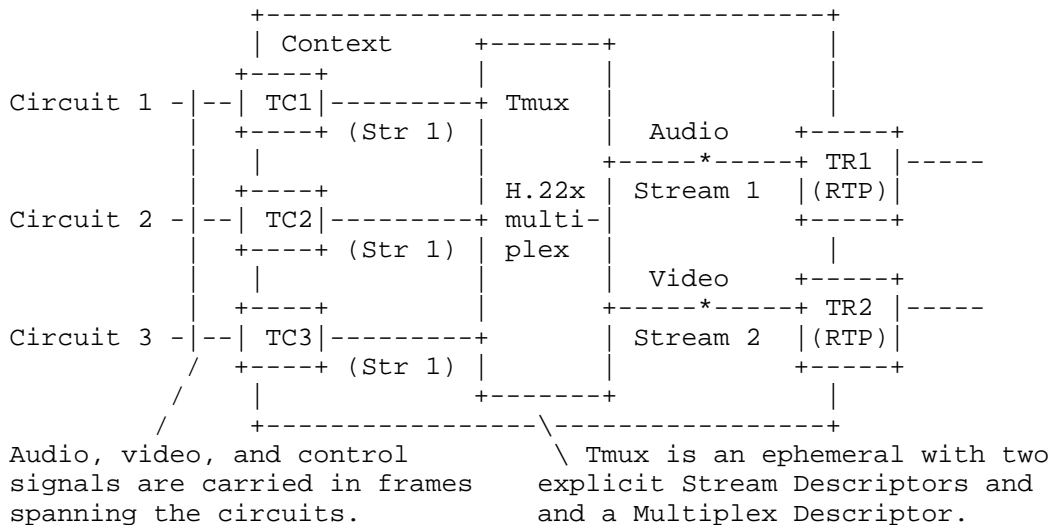 Context
Circuit 1 TC1 Tmux
(Str 1) Audio
TR1
H.22x Stream 1 (RTP)
Circuit 2 TC2 multi-
(Str 1) plex
Video
TR2
Circuit 3 TC3 Stream 2 (RTP)
(Str 1)
Audio, video, and control Tmux is an ephemeral with two
signals are carried in frames explicit Stream Descriptors and
spanning the circuits. and a Multiplex Descriptor.